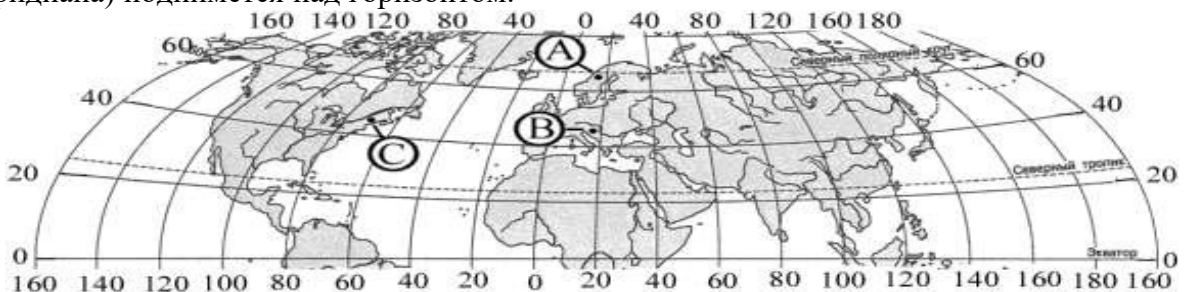 поднимется над горизонтом.
160 140 120 80 40 0 40 80 120 160 180
60 Северный полярный круг 60
A
40 40
B
C
20 Северный тропик 20
0 Экватор 0
160 140 120 100 80 60 40 20 0 20 40 60 80 100 120 140 160 180 160